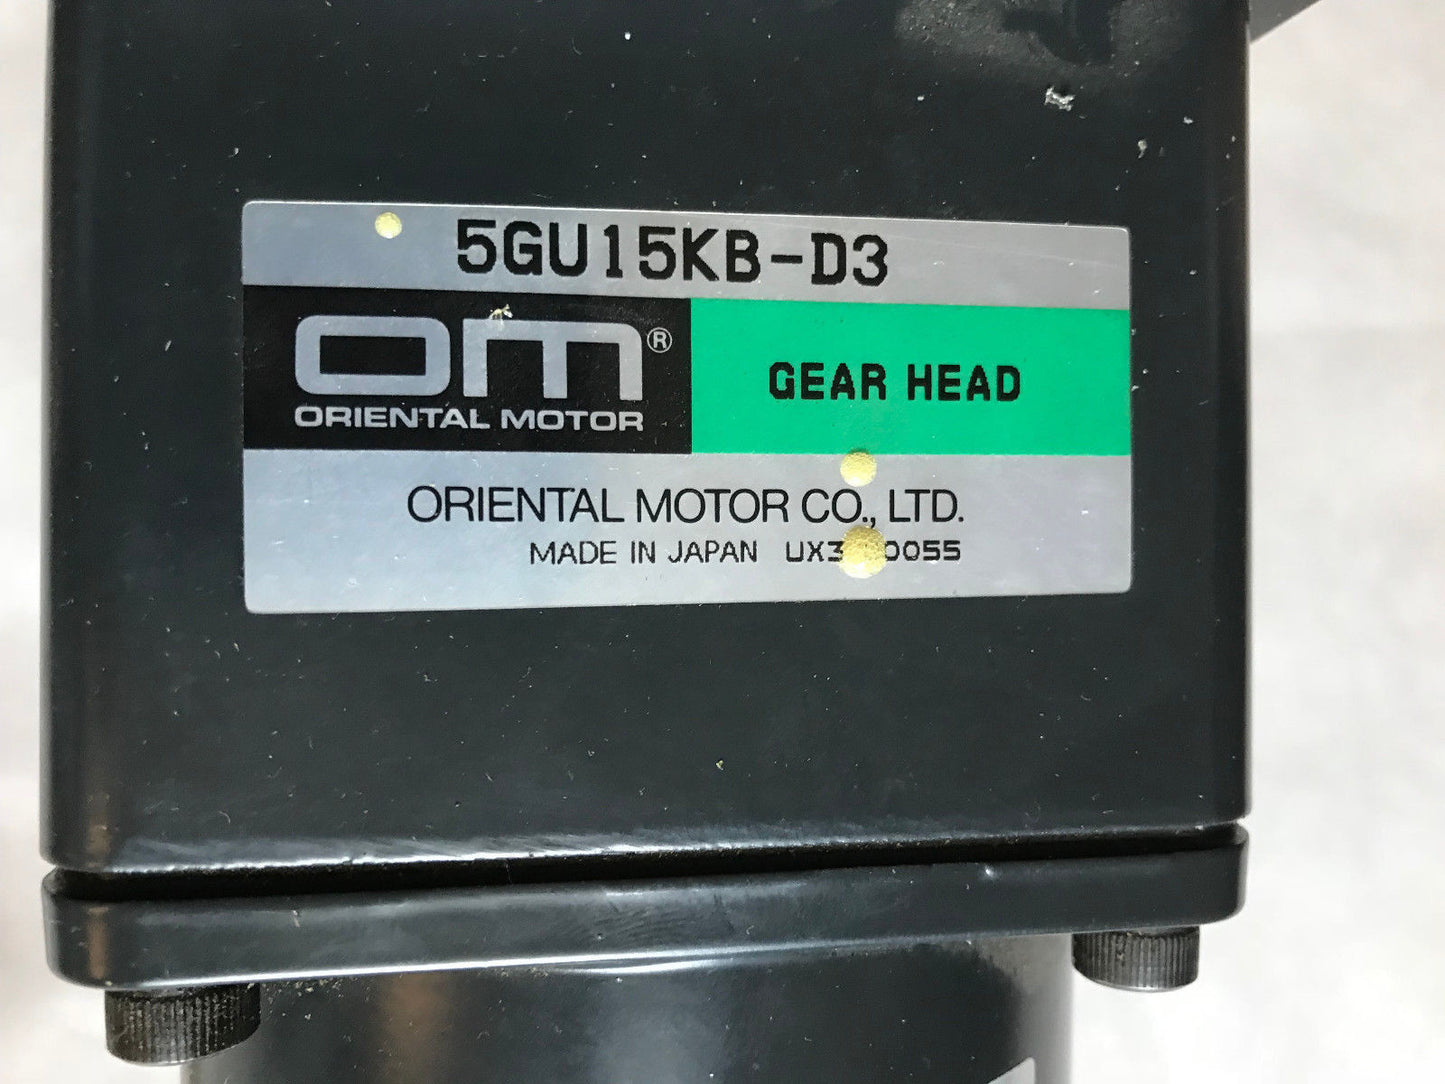 5GU15KB-D3
OM®
ORIENTAL MOTOR
GEAR HEAD
ORIENTAL MOTOR CO., LTD.
MADE IN JAPAN